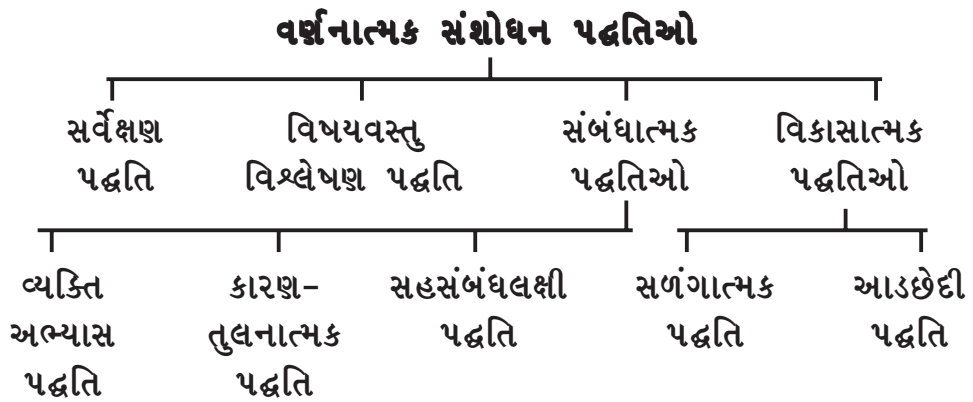 વર્ણનાત્મક સંશોધન પદ્ધતિઓ
સર્વેક્ષણ
પદ્ધતિ
વિષયવસ્તુ
વિશ્લેષણ પદ્ધતિ
સંબંધાત્મક
પદ્ધતિઓ
વિકાસાત્મક
પદ્ધતિઓ
વ્યક્તિ
અભ્યાસ
પદ્ધતિ
કારણ-
તુલનાત્મક
પદ્ધતિ
સહસંબંધલક્ષી
પદ્ધતિ
સળંગાત્મક
પદ્ધતિ
આડછેદી
પદ્ધતિ